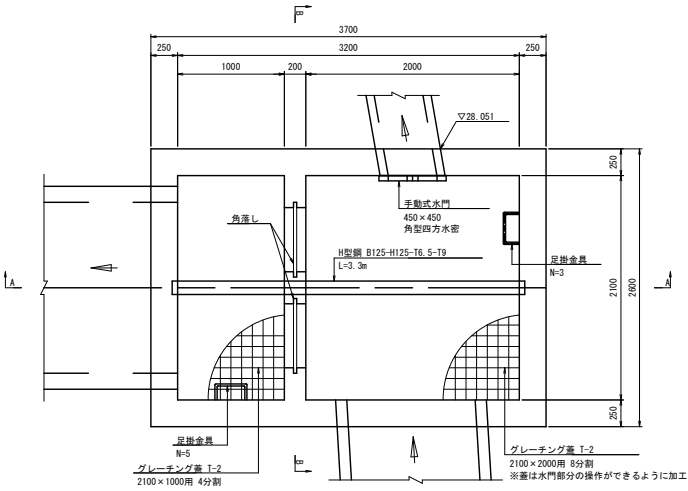 B
3700
250
3200
250
1000
200
2000
▽28.051
250
手動式水門
450×450
角型四方水密
角落し
H型鋼 B125-H125-T6.5-T9
L=3.3m
足掛金具
N=3
A
A
2100
2600
250
足掛金具
N=5
グレーチング蓋 T-2
2100×1000用 4分割
B
グレーチング蓋 T-2
2100×2000用 8分割
※蓋は水門部分の操作ができるように加工